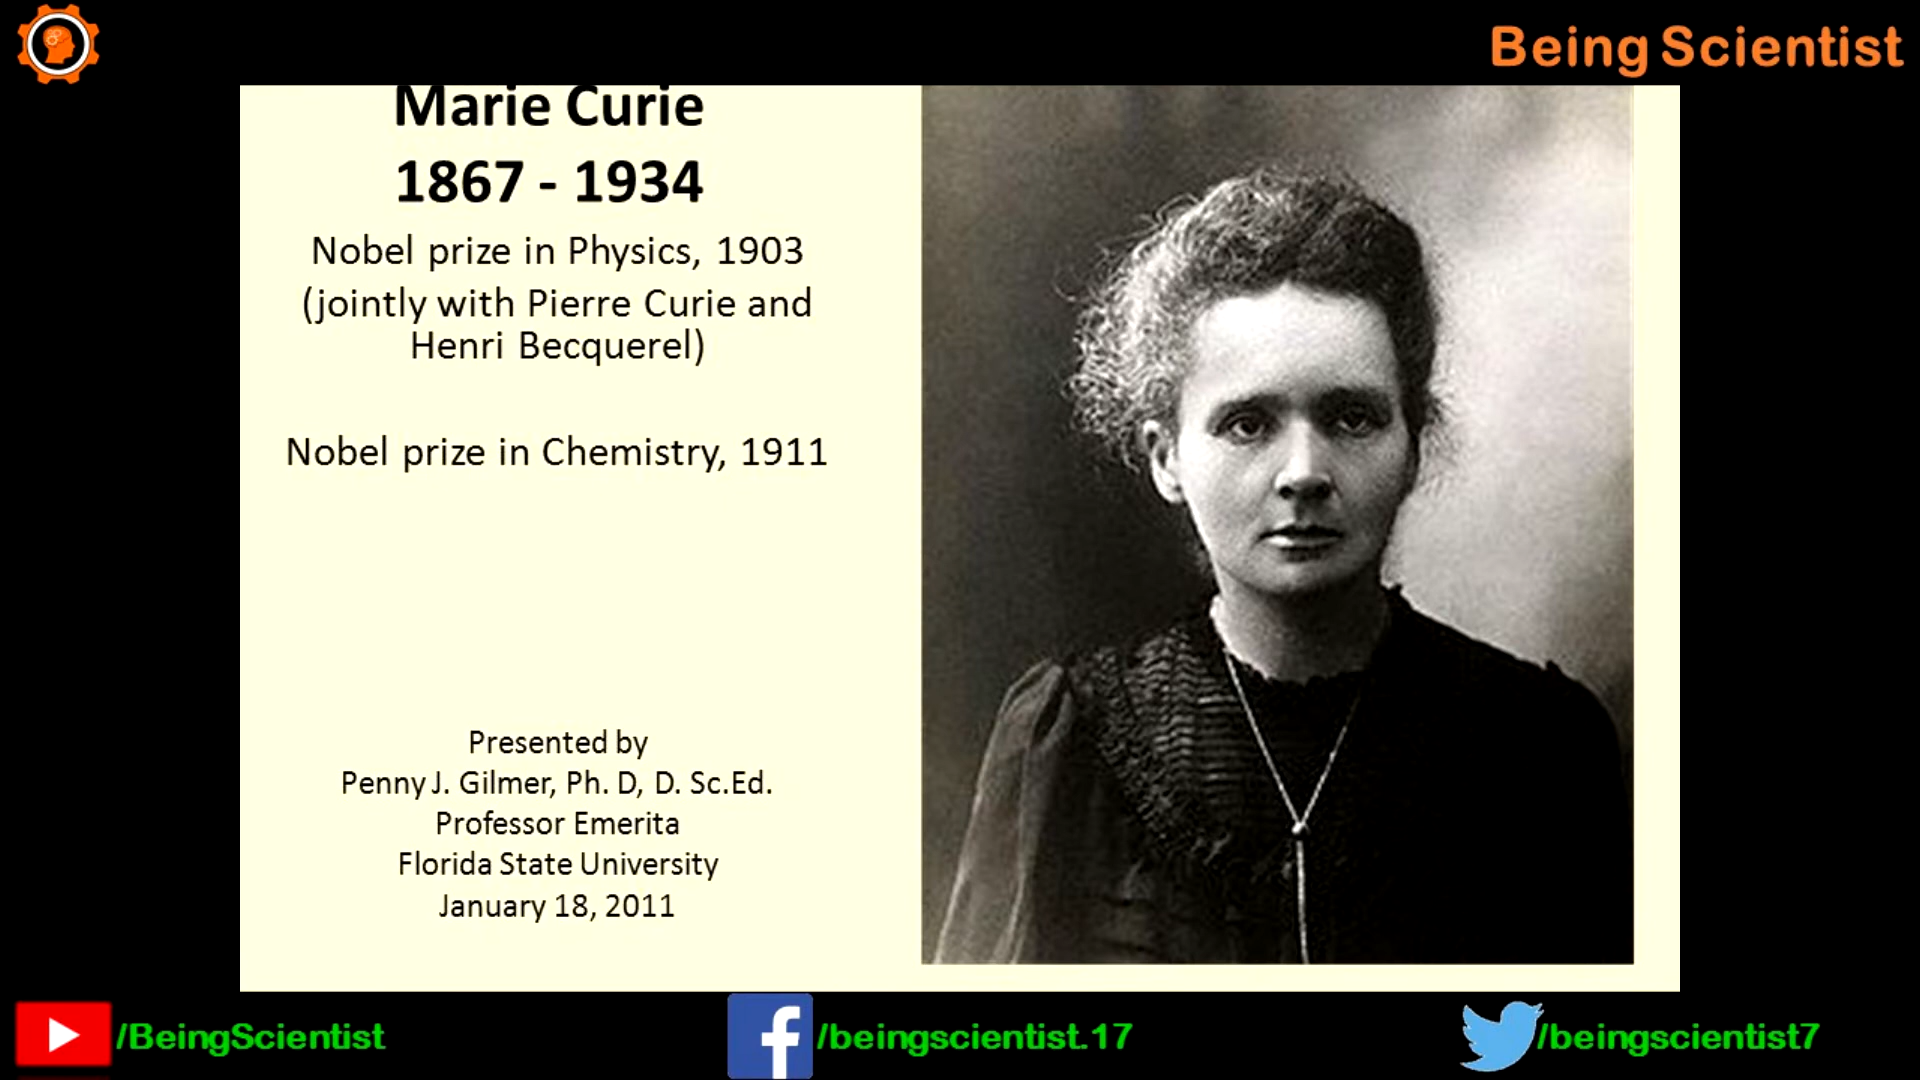 Being Scientist
Marie Curie
1867 - 1934
Nobel prize in Physics, 1903
(jointly with Pierre Curie and
Henri Becquerel)
Nobel prize in Chemistry, 1911
Presented by
Penny J. Gilmer, Ph. D, D. Sc.Ed.
Professor Emerita
Florida State University
January 18, 2011
/BeingScientist
/beingscientist.17
/beingscientist7